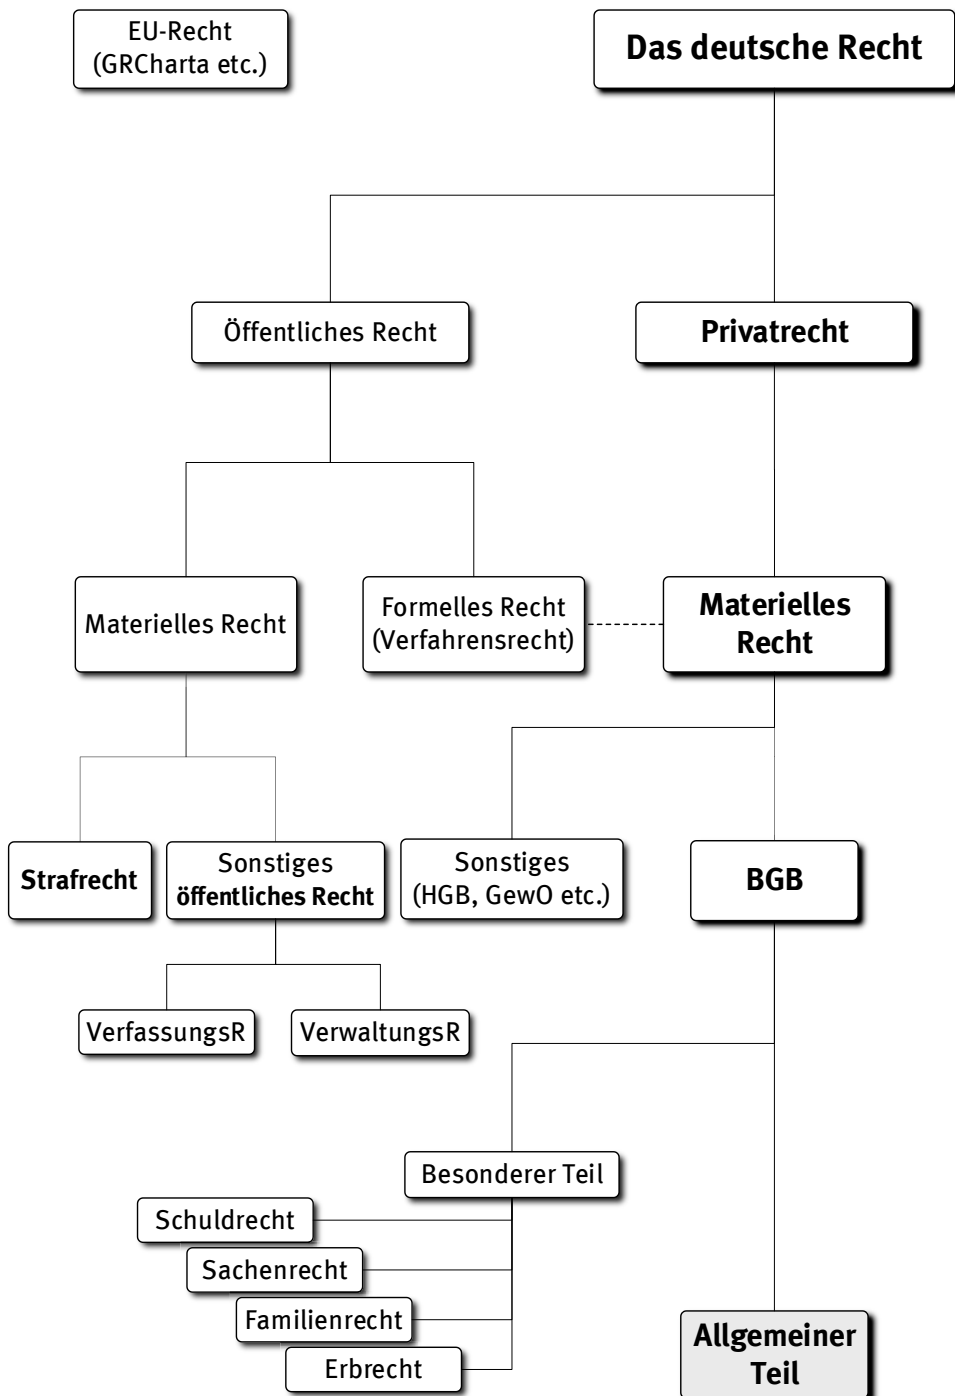 EU-Recht
(GRCharta etc.)
Das deutsche Recht
Öffentliches Recht
Privatrecht
Materielles Recht
Formelles Recht
(Verfahrensrecht)
Materielles
Recht
Strafrecht
Sonstiges
öffentliches Recht
Sonstiges
(HGB, GewO etc.)
BGB
VerfassungsR
VerwaltungsR
Besonderer Teil
Schuldrecht
Sachenrecht
Familienrecht
Erbrecht
Allgemeiner
Teil